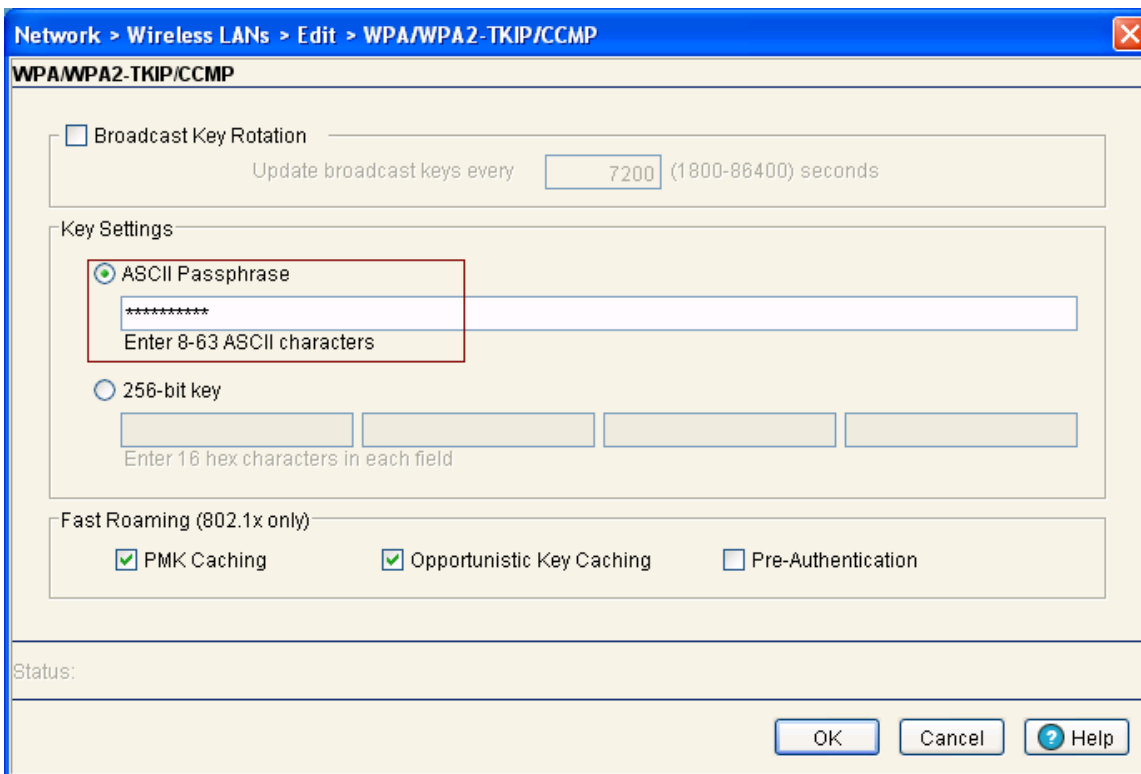 Network > Wireless LANs > Edit > WPA/WPA2-TKIP/CCMP
WPA/WPA2-TKIP/CCMP
Broadcast Key Rotation
Update broadcast keys every 7200 (1800-86400) seconds
Key Settings
ASCII Passphrase
**********
Enter 8-63 ASCII characters
256-bit key
Enter 16 hex characters in each field
Fast Roaming (802.1x only)
PMK Caching Opportunistic Key Caching Pre-Authentication
Status:
OK Cancel ? Help